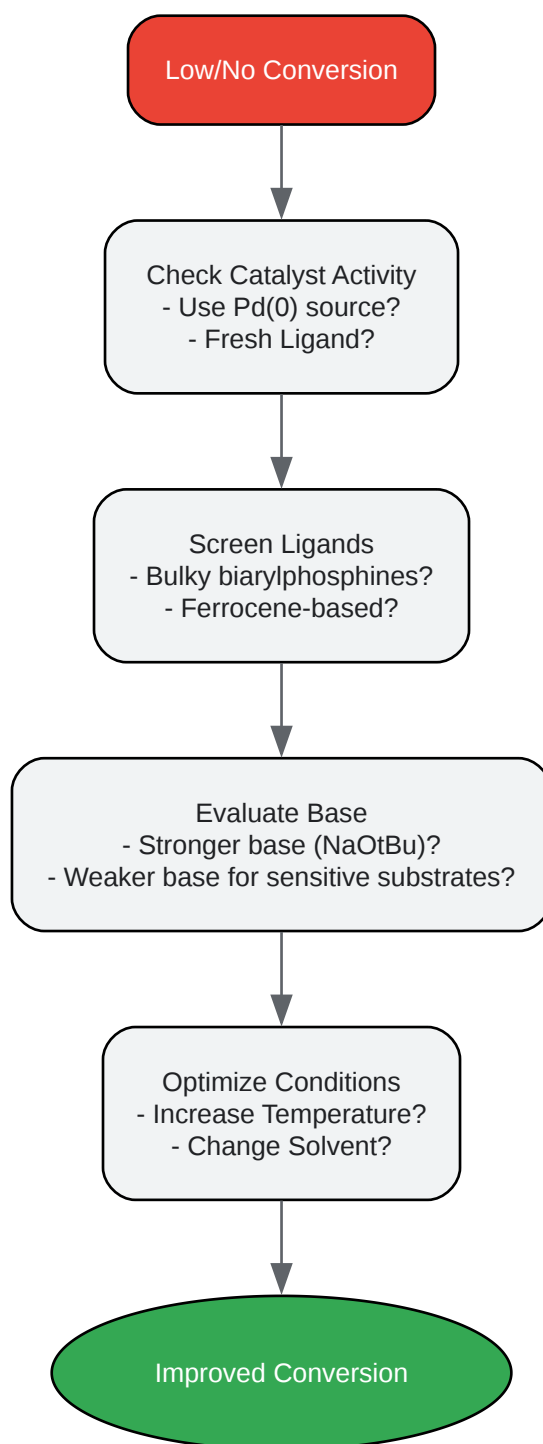 Low/No Conversion
Check Catalyst Activity
- Use Pd(0) source?
- Fresh Ligand?
Screen Ligands
- Bulky biarylphosphines?
- Ferrocene-based?
Evaluate Base
- Stronger base (NaOtBu)?
- Weaker base for sensitive substrates?
Optimize Conditions
- Increase Temperature?
- Change Solvent?
Improved Conversion